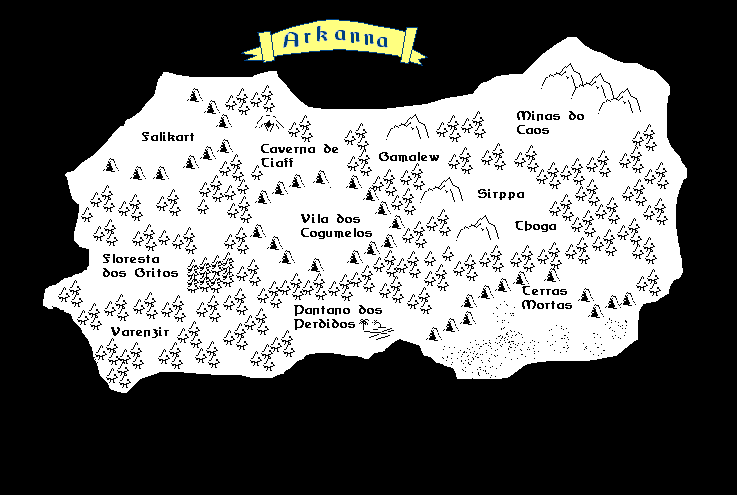 Arkanna
Minas do
Caos
Salikart
Caverna de
Tiaff
Gamalew
Sirppa
Vila dos
Cogumelos
Thoga
Floresta
dos Gritos
Terras
Mortas
Pantano dos
Perdidos
Varenzir